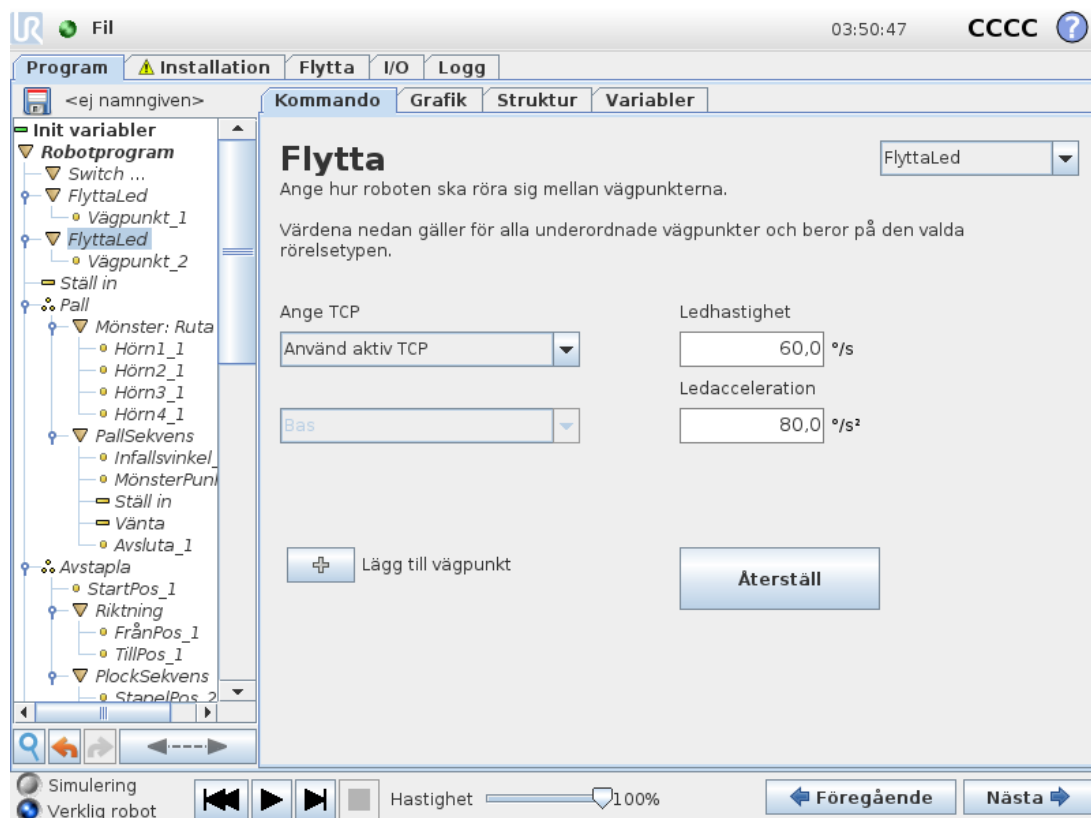 UR Fil 03:50:47 CCCC ?
Program Installation Flytta I/O Logg
<ej namngiven>
Kommando Grafik Struktur Variabler
Init variabler
Robotprogram
Switch ...
FlyttaLed
Vägpunkt_1
FlyttaLed
Vägpunkt_2
Ställ in
Pall
Mönster: Ruta
Hörn1_1
Hörn2_1
Hörn3_1
Hörn4_1
PallSekvens
Infallsvinkel_
MönsterPunk
Ställ in
Vänta
Avsluta_1
Avstapla
StartPos_1
Riktning
FrånPos_1
TillPos_1
PlockSekvens
StapelPos_2
Flytta
FlyttaLed
Ange hur roboten ska röra sig mellan vägpunkterna.
Värdena nedan gäller för alla underordnade vägpunkter och beror på den valda
rörelsetypen.
Ange TCP
Använd aktiv TCP
Bas
Ledhastighet
60,0 °/s
Ledacceleration
80,0 °/s²
Lägg till vägpunkt
Återställ
Simulering
Verklig robot
Hastighet 100%
Föregående
Nästa